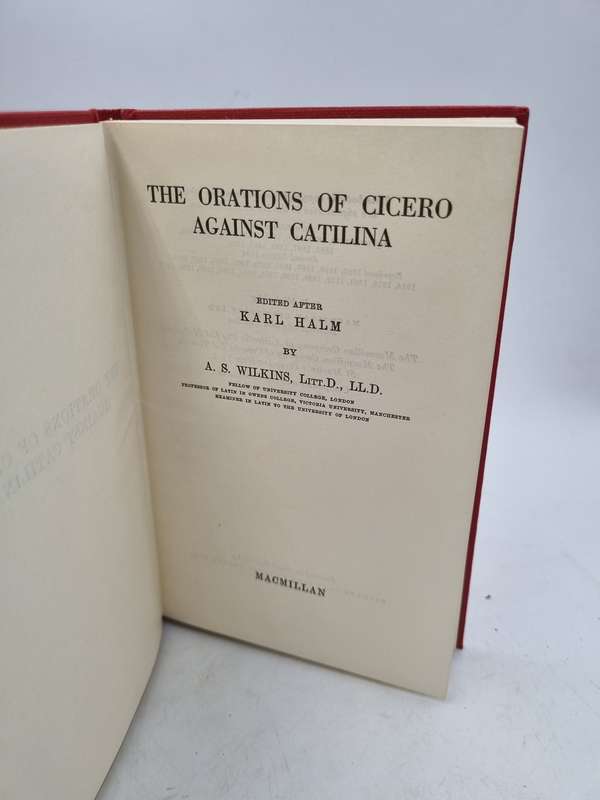 THE ORATIONS OF CICERO
AGAINST CATILINA
EDITED AFTER
KARL HALM
BY
A. S. WILKINS, LITT.D., LL.D.
FELLOW OF UNIVERSITY COLLEGE, LONDON
PROFESSOR OF LATIN IN OWENS COLLEGE, VICTORIA UNIVERSITY, MANCHESTER
EXAMINER IN LATIN TO THE UNIVERSITY OF LONDON
MACMILLAN